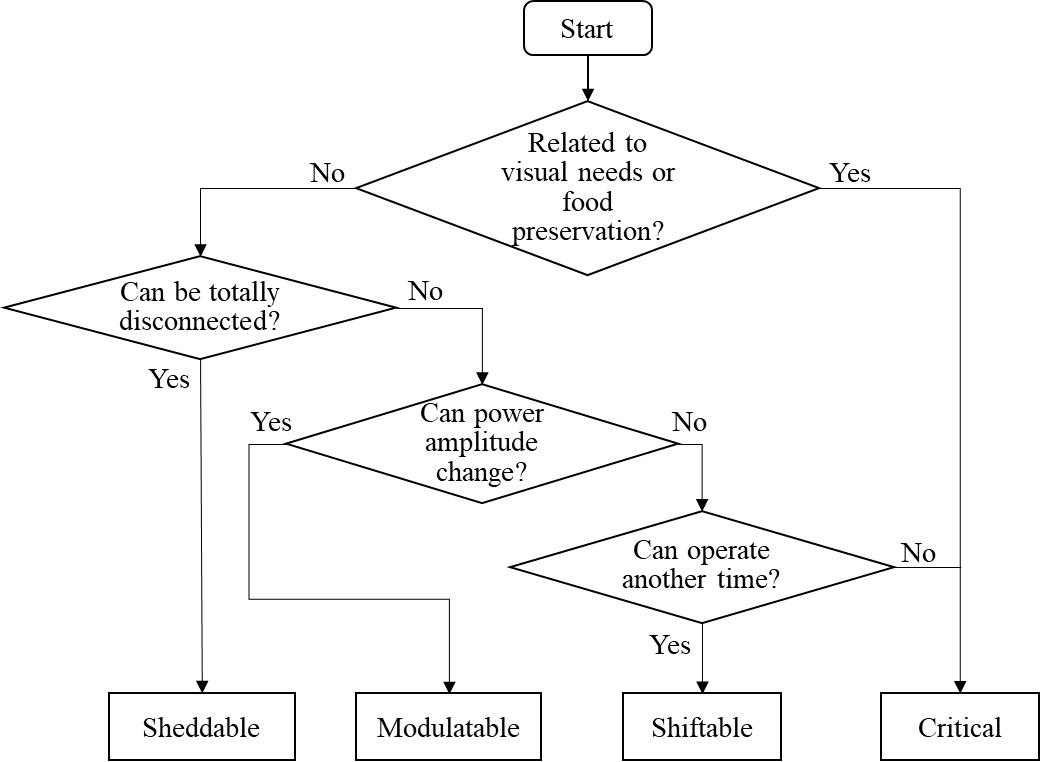 Start
Related to
visual needs or
food
preservation?
No
Yes
Can be totally
disconnected?
No
Yes
Can power
amplitude
change?
Yes
No
Can operate
another time?
No
Yes
Sheddable
Modulatable
Shiftable
Critical